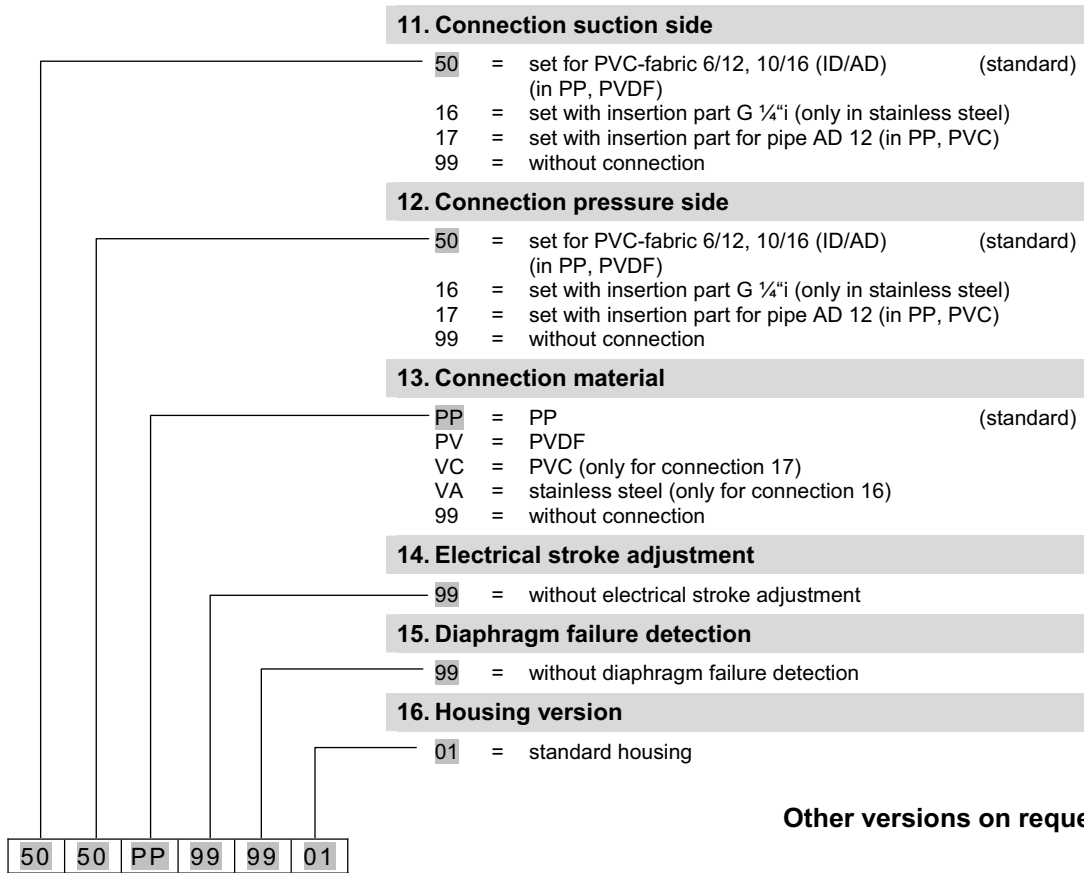 11. Connection suction side
50 = set for PVC-fabric 6/12, 10/16 (ID/AD) (standard)
(in PP, PVDF)
16 = set with insertion part G ¼“i (only in stainless steel)
17 = set with insertion part for pipe AD 12 (in PP, PVC)
99 = without connection
12. Connection pressure side
50 = set for PVC-fabric 6/12, 10/16 (ID/AD) (standard)
(in PP, PVDF)
16 = set with insertion part G ¼“i (only in stainless steel)
17 = set with insertion part for pipe AD 12 (in PP, PVC)
99 = without connection
13. Connection material
PP = PP (standard)
PV = PVDF
VC = PVC (only for connection 17)
VA = stainless steel (only for connection 16)
99 = without connection
14. Electrical stroke adjustment
99 = without electrical stroke adjustment
15. Diaphragm failure detection
99 = without diaphragm failure detection
16. Housing version
01 = standard housing
Other versions on reque
50 50 PP 99 99 01